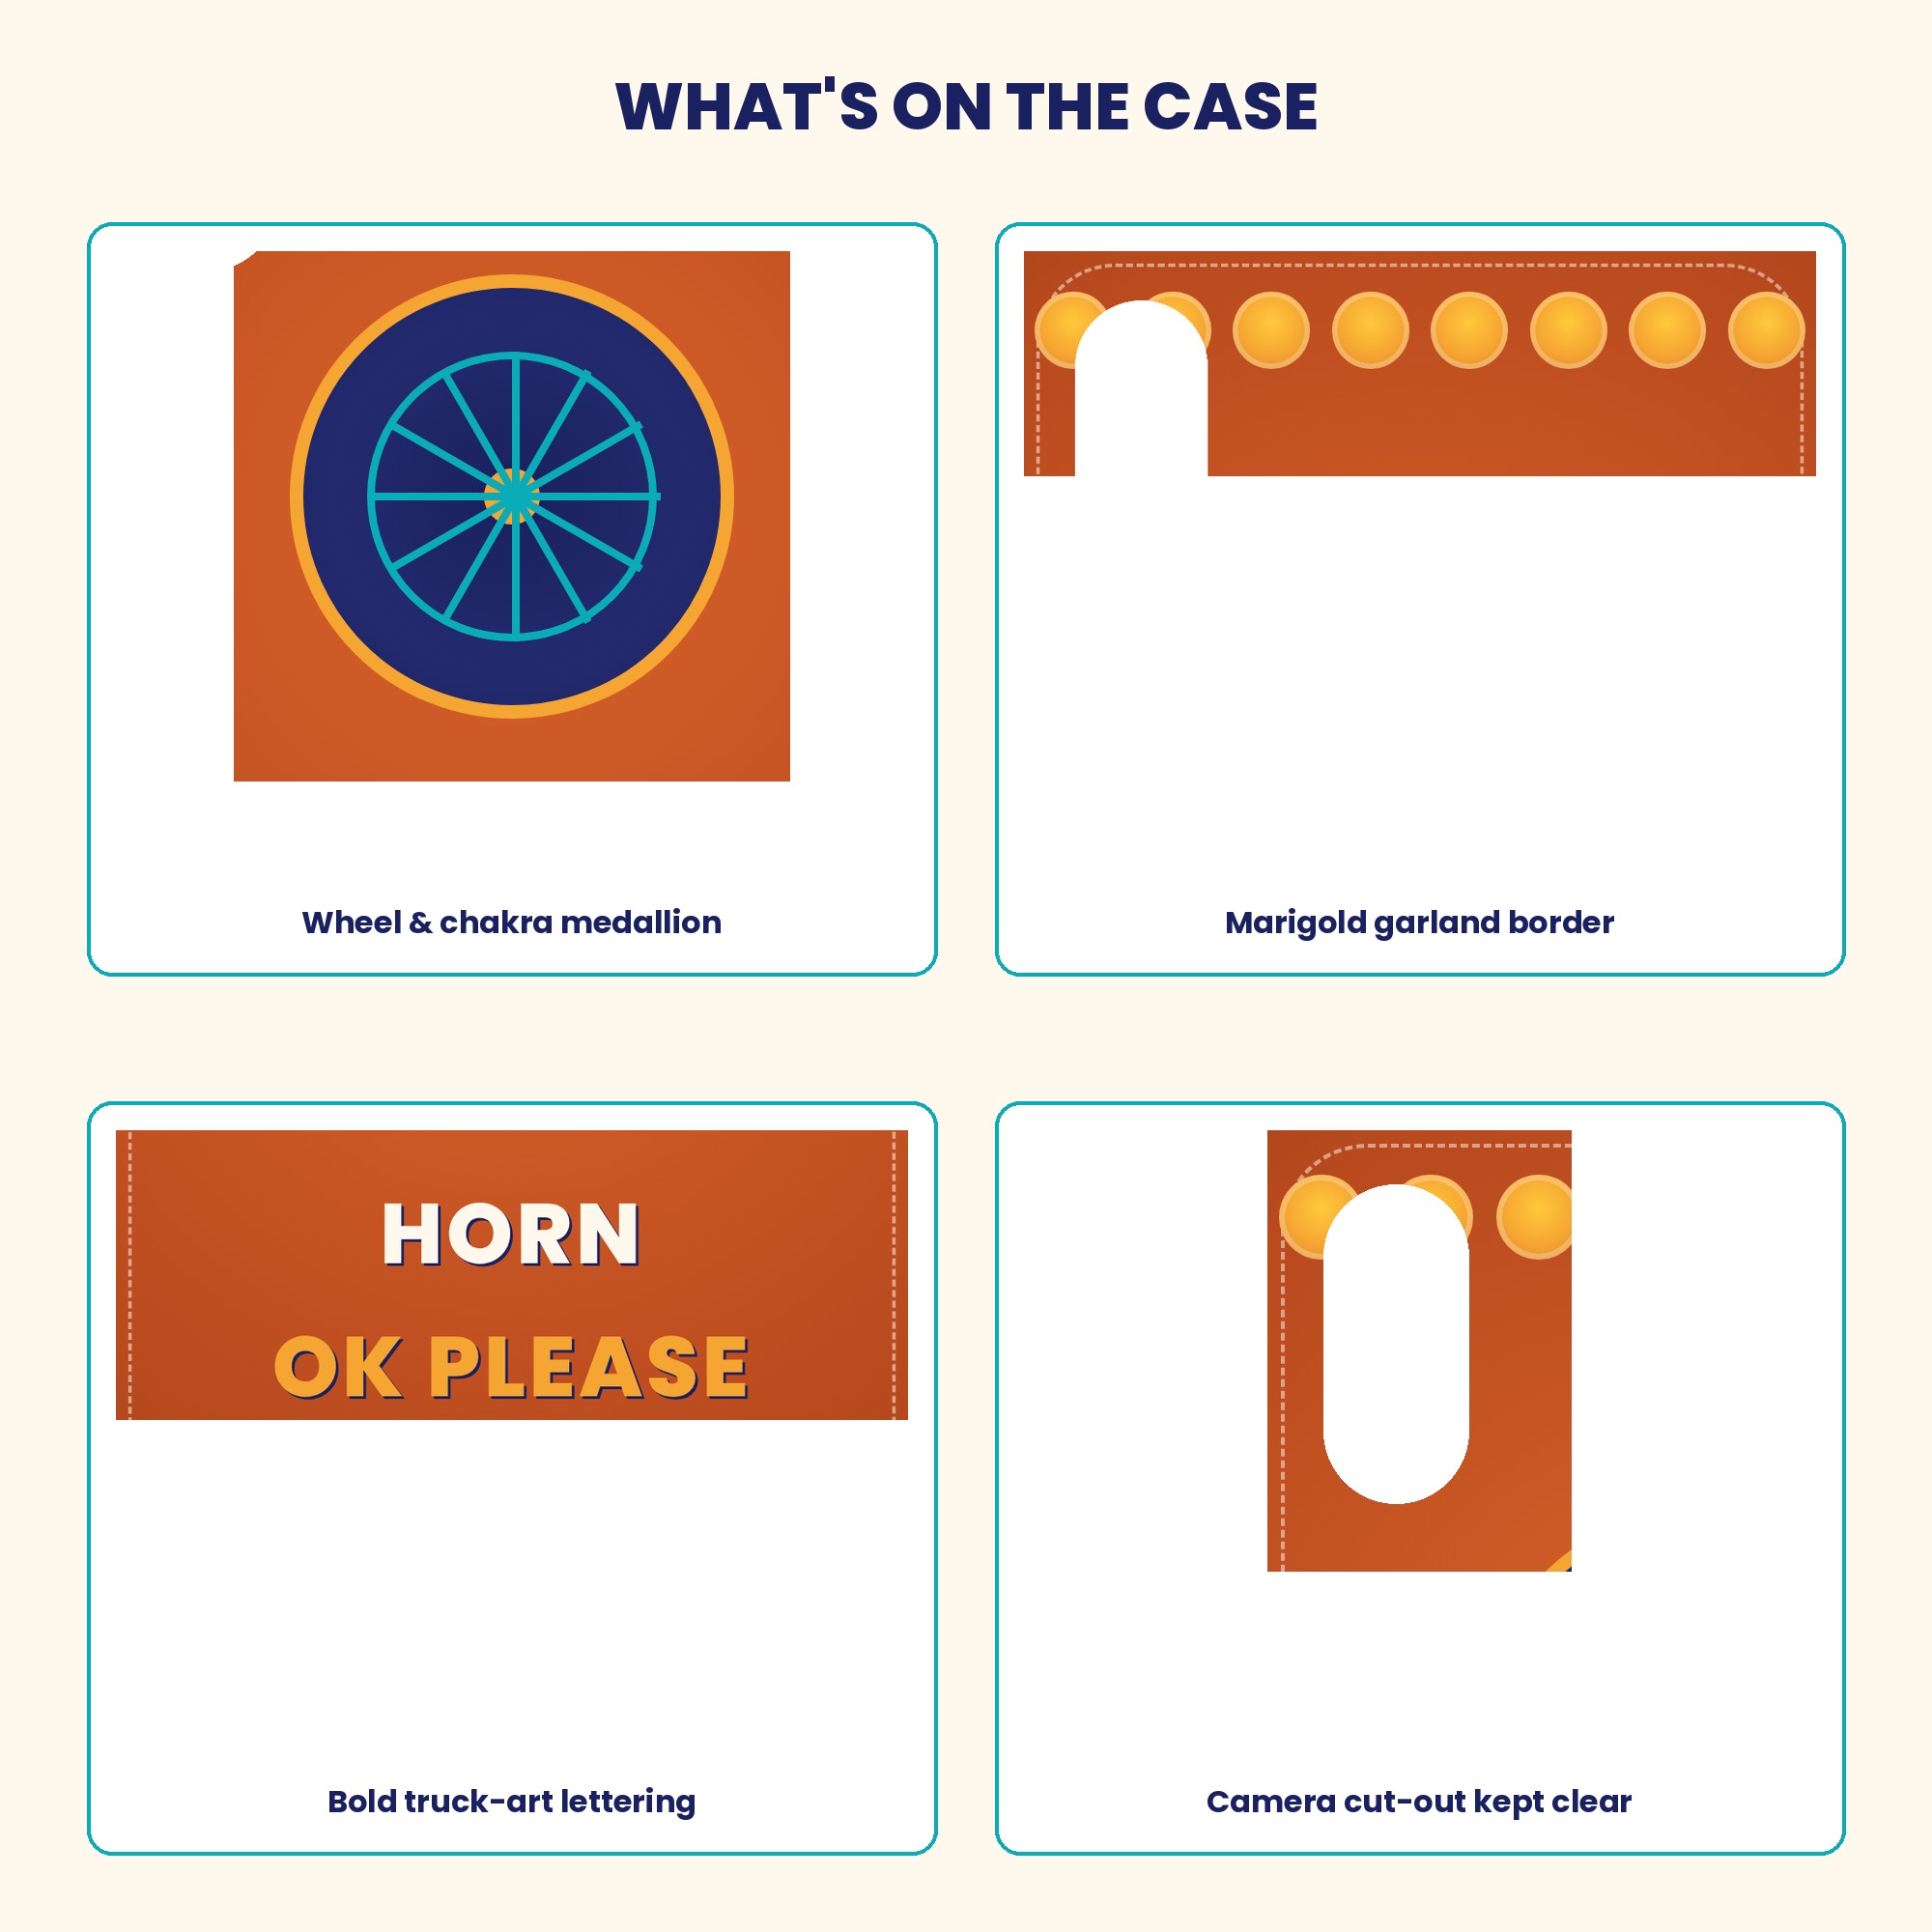 WHAT'S ON THE CASE
Wheel & chakra medallion
Marigold garland border
HORN
OK PLEASE
Bold truck-art lettering
Camera cut-out kept clear